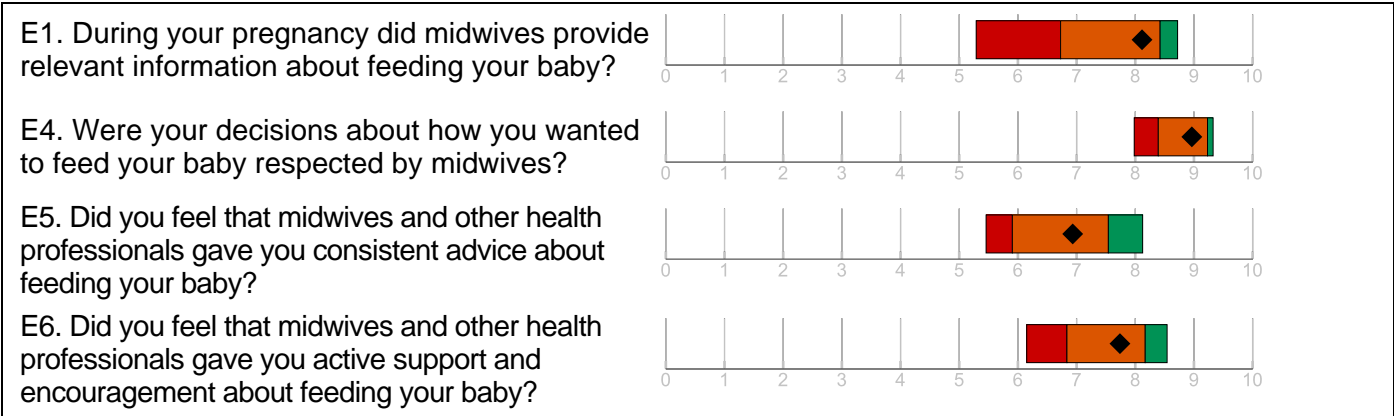 E1. During your pregnancy did midwives provide
relevant information about feeding your baby?
0 1 2 3 4 5 6 7 8 9 10
E4. Were your decisions about how you wanted
to feed your baby respected by midwives?
0 1 2 3 4 5 6 7 8 9 10
E5. Did you feel that midwives and other health
professionals gave you consistent advice about
feeding your baby?
0 1 2 3 4 5 6 7 8 9 10
E6. Did you feel that midwives and other health
professionals gave you active support and
encouragement about feeding your baby?
0 1 2 3 4 5 6 7 8 9 10